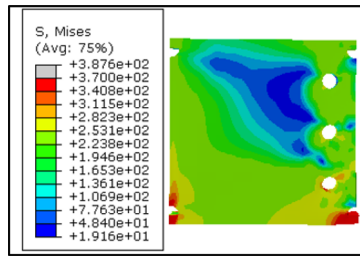 S, Mises
(Avg: 75%)
+3.876e+02
+3.700e+02
+3.408e+02
+3.115e+02
+2.823e+02
+2.531e+02
+2.238e+02
+1.946e+02
+1.653e+02
+1.361e+02
+1.069e+02
+7.763e+01
+4.840e+01
+1.916e+01